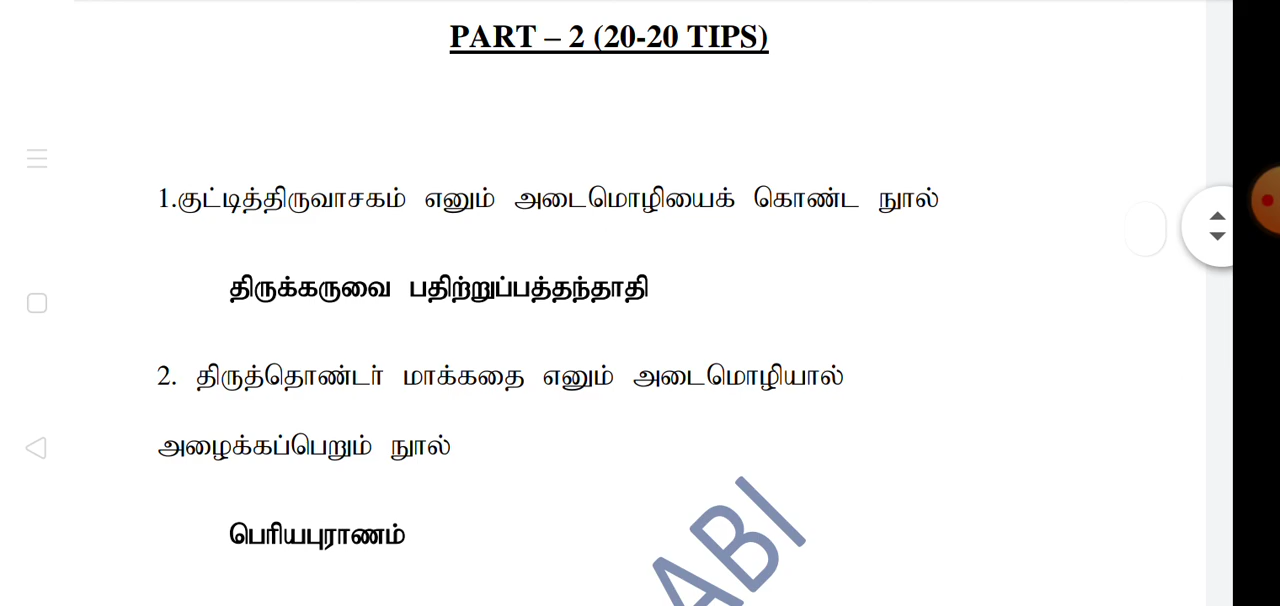 PART – 2 (20-20 TIPS)
1.குட்டித்திருவாசகம் எனும் அடைமொழியைக் கொண்ட நூல்
திருக்கருவை பதிற்றுப்பத்தந்தாதி
2. திருத்தொண்டர் மாக்கதை எனும் அடைமொழியால்
அழைக்கப்பெறும் நூல்
பெரியபுராணம்
ABI